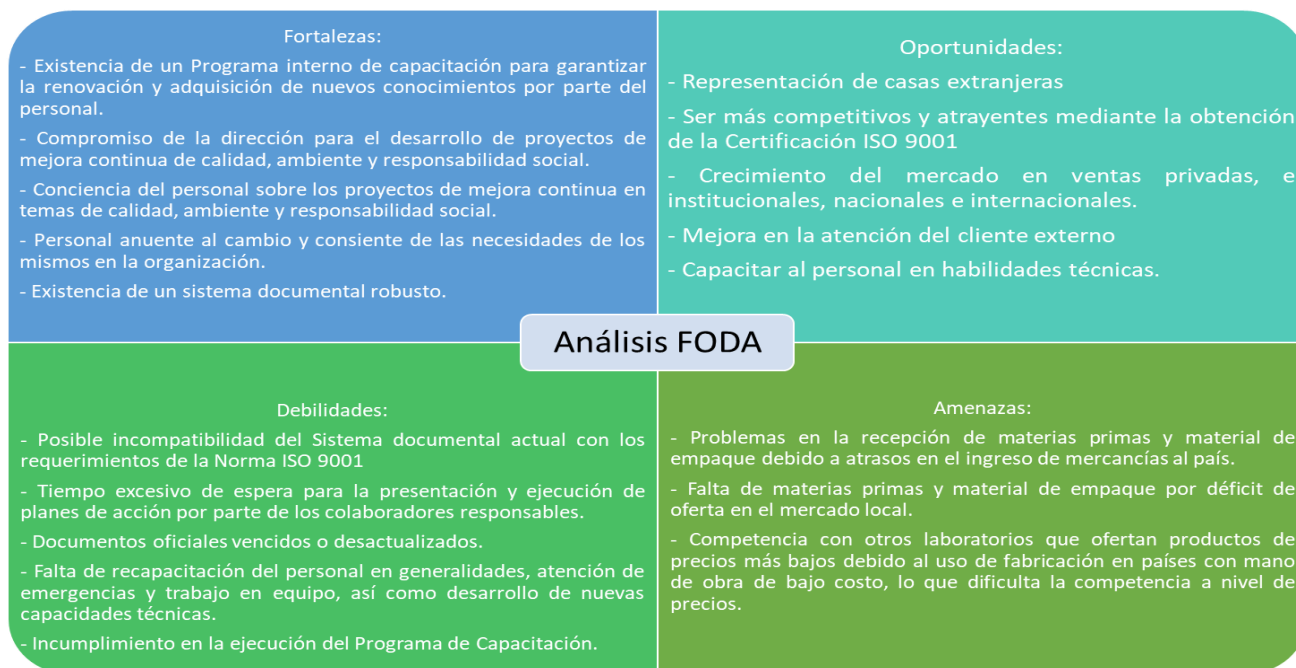 Fortalezas:
- Existencia de un Programa interno de capacitación para garantizar
la renovación y adquisición de nuevos conocimientos por parte del
personal.
- Compromiso de la dirección para el desarrollo de proyectos de
mejora continua de calidad, ambiente y responsabilidad social.
- Conciencia del personal sobre los proyectos de mejora continua en
temas de calidad, ambiente y responsabilidad social.
- Personal anuente al cambio y consiente de las necesidades de los
mismos en la organización.
- Existencia de un sistema documental robusto.
Oportunidades:
- Representación de casas extranjeras
- Ser más competitivos y atrayentes mediante la obtención
de la Certificación ISO 9001
- Crecimiento del mercado en ventas privadas, e
institucionales, nacionales e internacionales.
- Mejora en la atención del cliente externo
- Capacitar al personal en habilidades técnicas.
Análisis FODA
Debilidades:
- Posible incompatibilidad del Sistema documental actual con los
requerimientos de la Norma ISO 9001
- Tiempo excesivo de espera para la presentación y ejecución de
planes de acción por parte de los colaboradores responsables.
- Documentos oficiales vencidos o desactualizados.
- Falta de recapacitación del personal en generalidades, atención de
emergencias y trabajo en equipo, así como desarrollo de nuevas
capacidades técnicas.
- Incumplimiento en la ejecución del Programa de Capacitación.
Amenazas:
- Problemas en la recepción de materias primas y material de
empaque debido a atrasos en el ingreso de mercancías al país.
- Falta de materias primas y material de empaque por déficit de
oferta en el mercado local.
- Competencia con otros laboratorios que ofertan productos de
precios más bajos debido al uso de fabricación en países con mano
de obra de bajo costo, lo que dificulta la competencia a nivel de
precios.